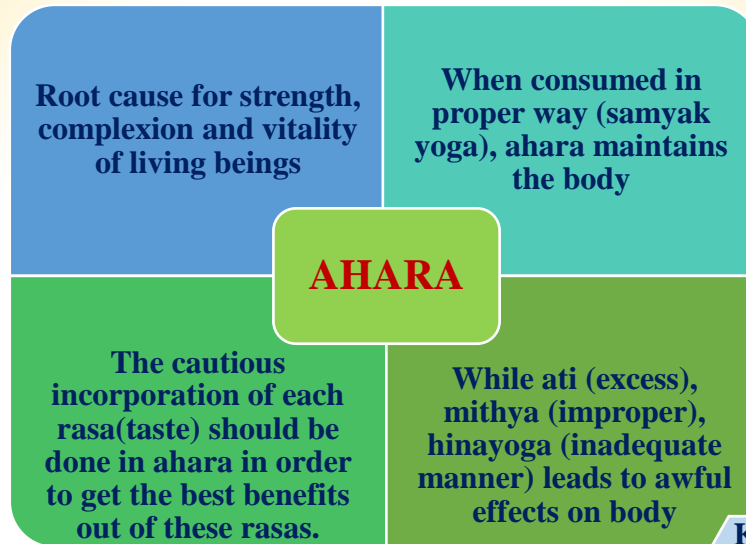 Root cause for strength,
complexion and vitality
of living beings
When consumed in
proper way (samyak
yoga), ahara maintains
the body
AHARA
The cautious
incorporation of each
rasa(taste) should be
done in ahara in order
to get the best benefits
out of these rasas.
While ati (excess),
mithya (improper),
hinayoga (inadequate
manner) leads to awful
effects on body